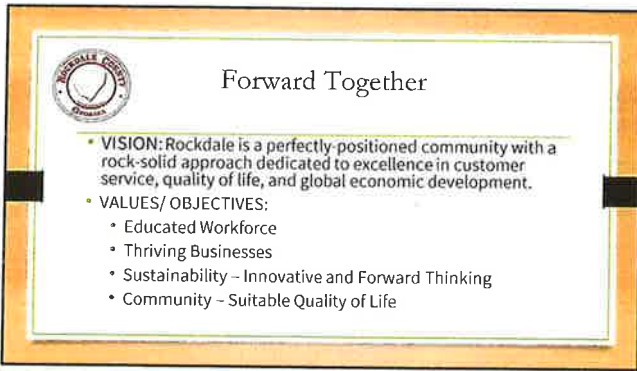 ROCKDALE COUNTY
GEORGIA
Forward Together
• VISION: Rockdale is a perfectly-positioned community with a
rock-solid approach dedicated to excellence in customer
service, quality of life, and global economic development.
• VALUES/ OBJECTIVES:
• Educated Workforce
• Thriving Businesses
• Sustainability – Innovative and Forward Thinking
• Community – Suitable Quality of Life